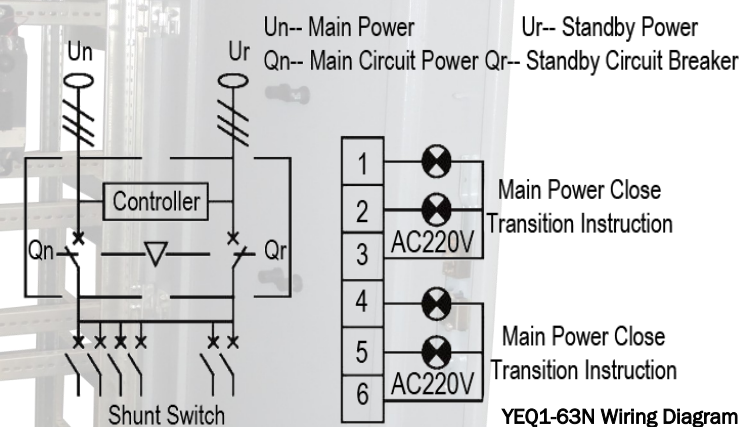 Un-- Main Power Ur-- Standby Power
Qn-- Main Circuit Power Qr-- Standby Circuit Breaker
Un Ur
Controller
Qn Qr
Shunt Switch
1
2
3
AC220V
Main Power Close
Transition Instruction
4
5
6
AC220V
Main Power Close
Transition Instruction
YEQ1-63N Wiring Diagram